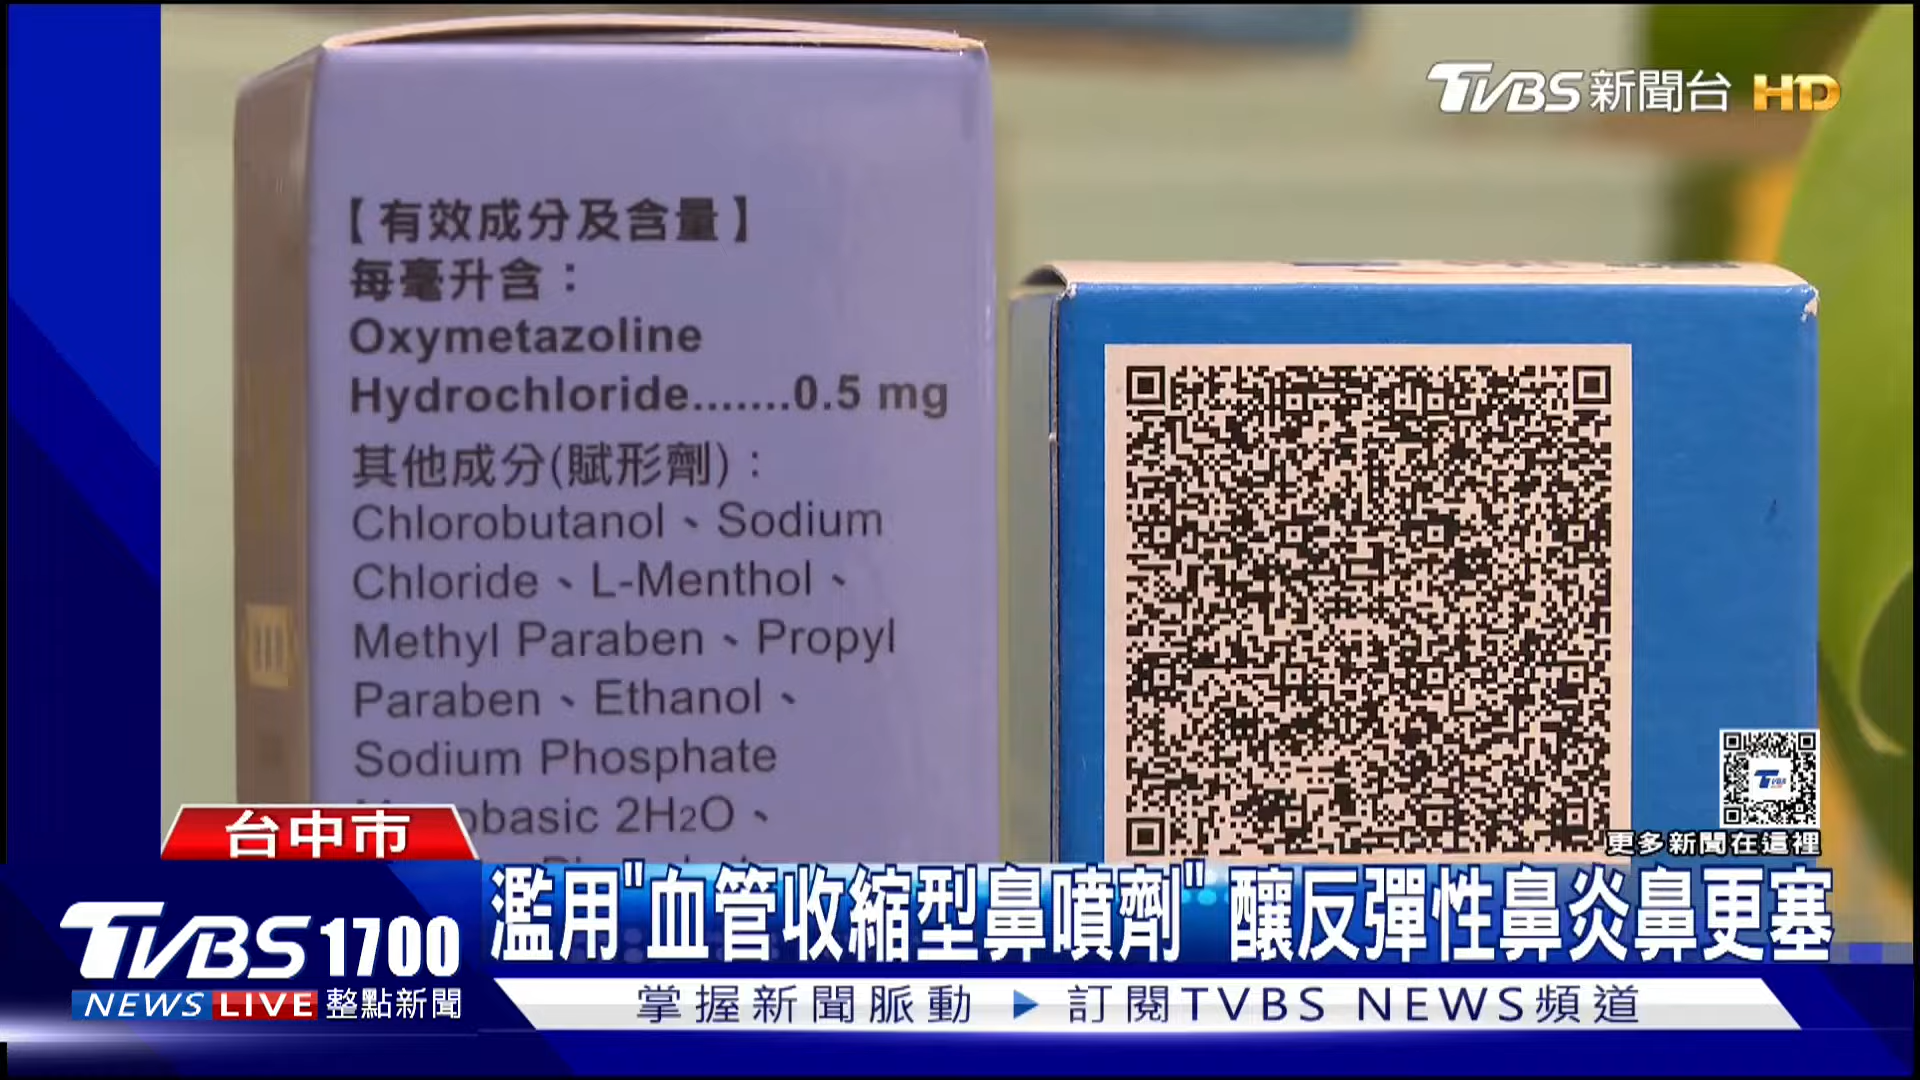 TVBS新聞台 HD
【有效成分及含量】
每毫升含：
Oxymetazoline
Hydrochloride.......0.5 mg
其他成分(賦形劑)：
Chlorobutanol、Sodium
Chloride、L-Menthol、
Methyl Paraben、Propyl
Paraben、Ethanol、
Sodium Phosphate
obasic 2H2O、
TVBS
更多新聞在這裡
台中市
濫用"血管收縮型鼻噴劑" 釀反彈性鼻炎鼻更塞
TVBS 1700
NEWS LIVE 整點新聞
掌握新聞脈動 ▶ 訂閱TVBS NEWS頻道